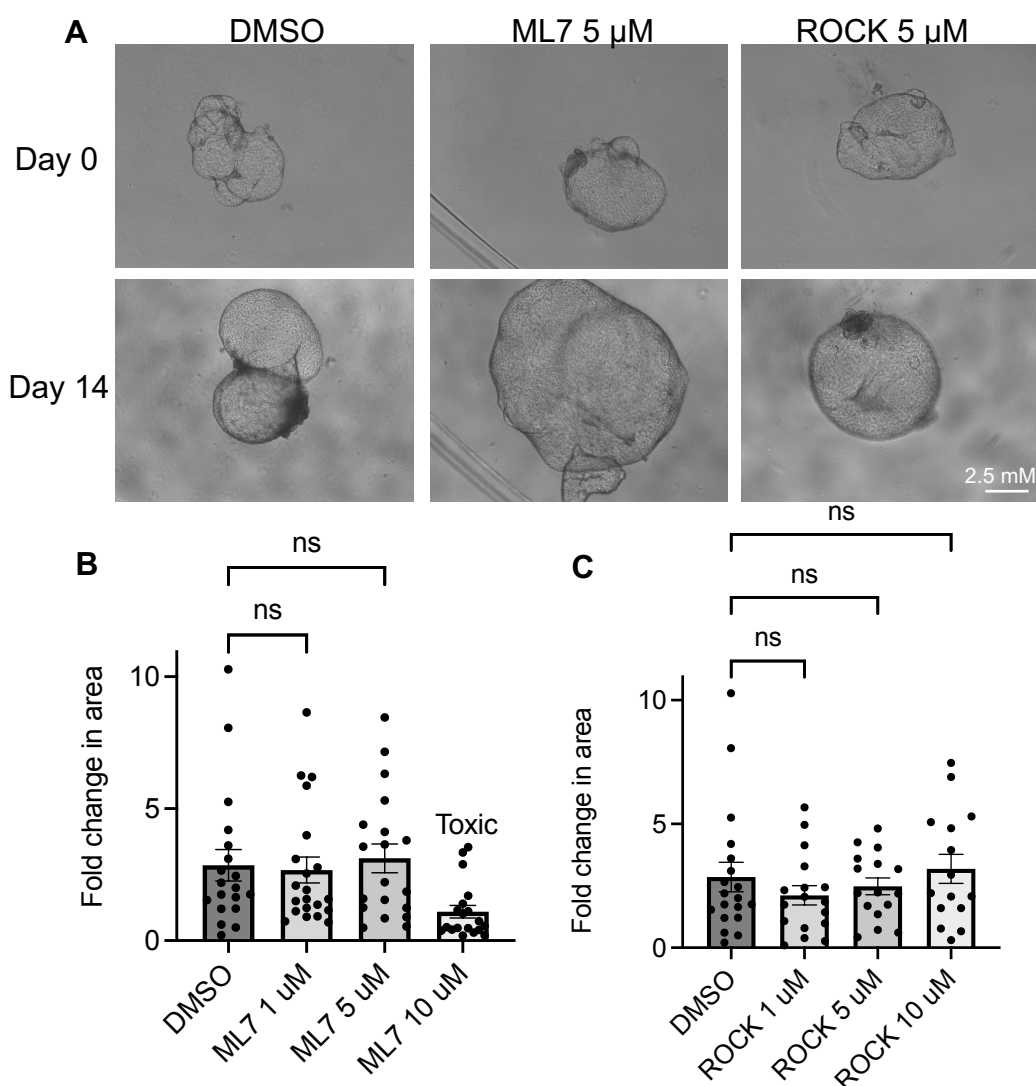 A
DMSO
ML7 5 µM
ROCK 5 µM
Day 0
Day 14
2.5 mM
B
ns
ns
Fold change in area
10
5
0
Toxic
DMSO
ML7 1 uM
ML7 5 uM
ML7 10 uM
C
ns
ns
ns
Fold change in area
10
5
0
DMSO
ROCK 1 uM
ROCK 5 uM
ROCK 10 uM